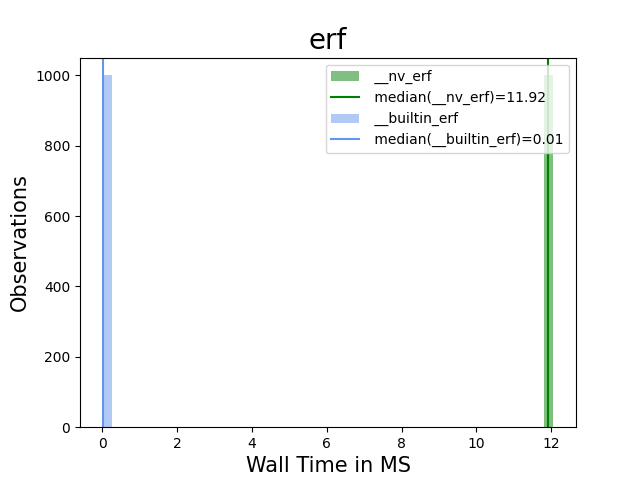 erf
1000
800
600
400
200
0
Observations
__nv_erf
median(__nv_erf)=11.92
__builtin_erf
median(__builtin_erf)=0.01
0 2 4 6 8 10 12
Wall Time in MS